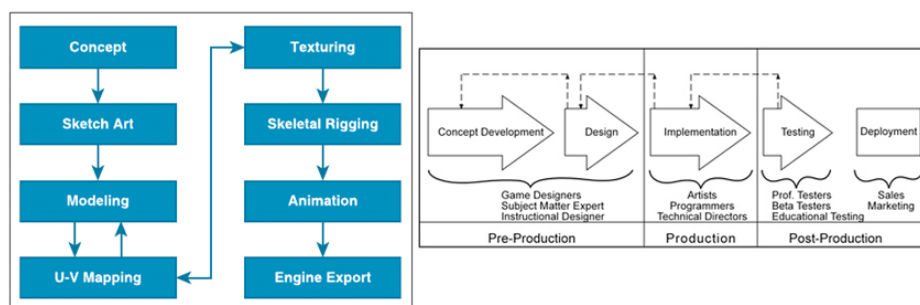 Concept
Sketch Art
Modeling
U-V Mapping
Texturing
Skeletal Rigging
Animation
Engine Export
Concept Development
Design
Implementation
Testing
Deployment
Game Designers
Subject Matter Expert
Instructional Designer
Artists
Programmers
Technical Directors
Prof. Testers
Beta Testers
Educational Testing
Sales
Marketing
Pre-Production
Production
Post-Production